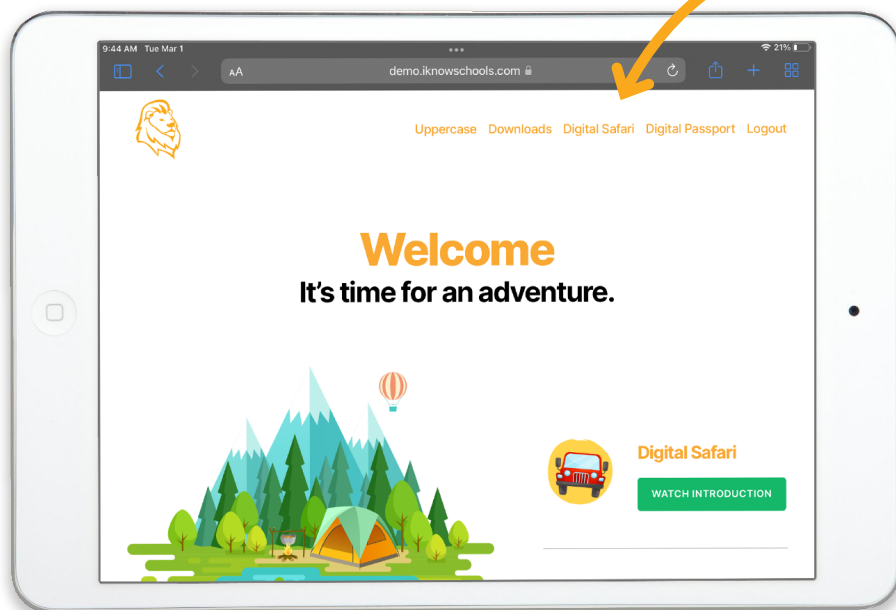 9:44 AM Tue Mar 1
21%
AA
demo.iknowschools.com
Uppercase Downloads Digital Safari Digital Passport Logout
Welcome
It's time for an adventure.
Digital Safari
WATCH INTRODUCTION